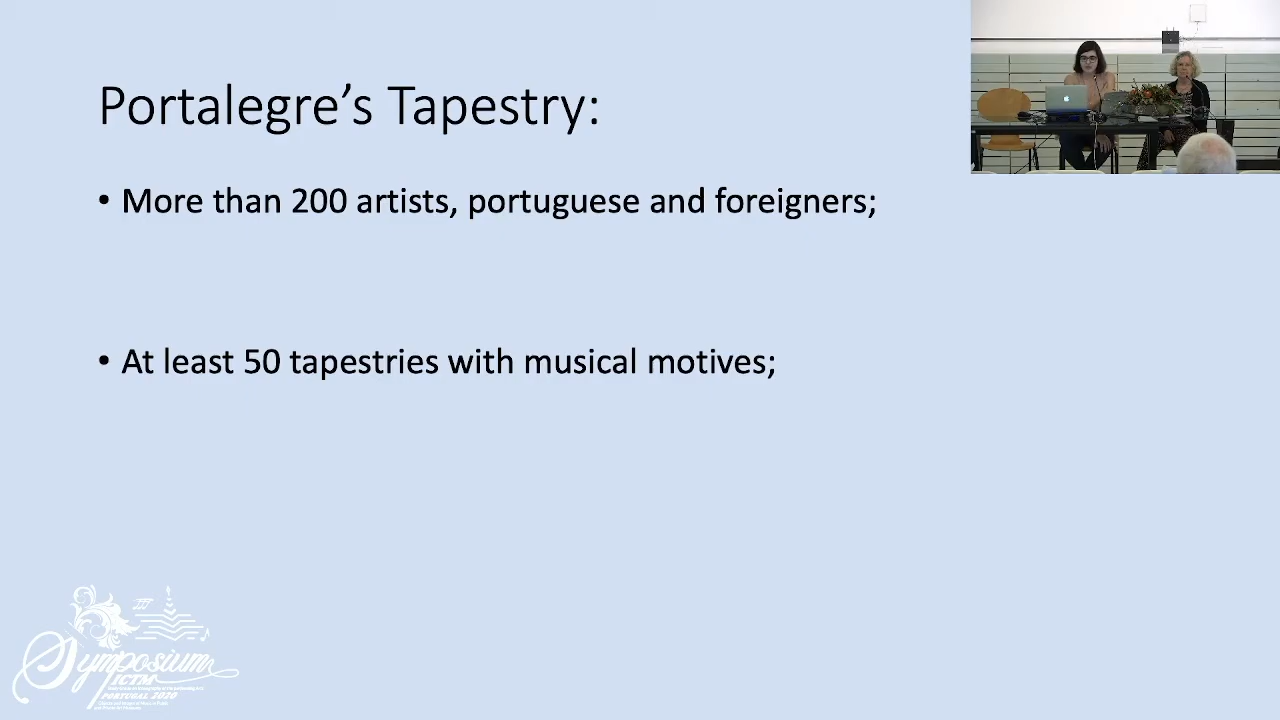 Portalegre’s Tapestry:
• More than 200 artists, portuguese and foreigners;
• At least 50 tapestries with musical motives;
Symposium
ICTM
PORTUGAL 2020